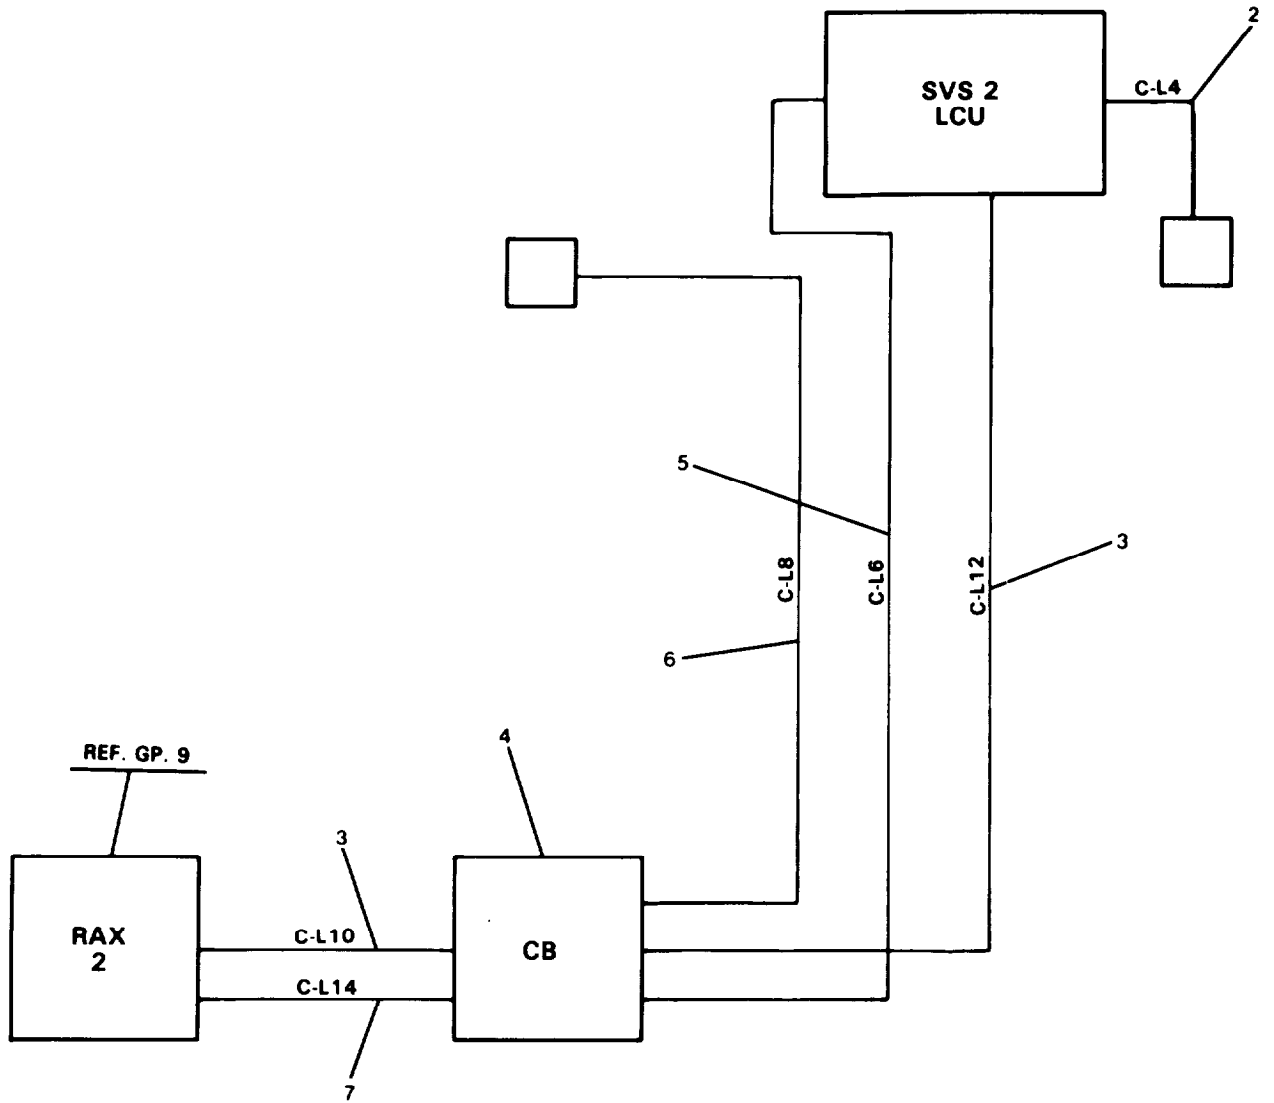 2
SVS 2
LCU
C-L4
5
3
C-L8
C-L6
C-L12
6
REF. GP. 9
4
3
RAX
2
C-L10
C-L14
CB
7